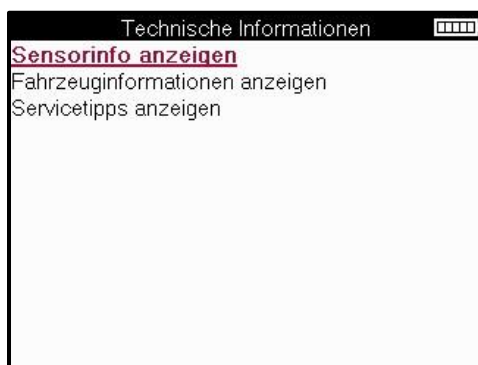 Technische Informationen
Sensorinfo anzeigen
Fahrzeuginformationen anzeigen
Servicetipps anzeigen